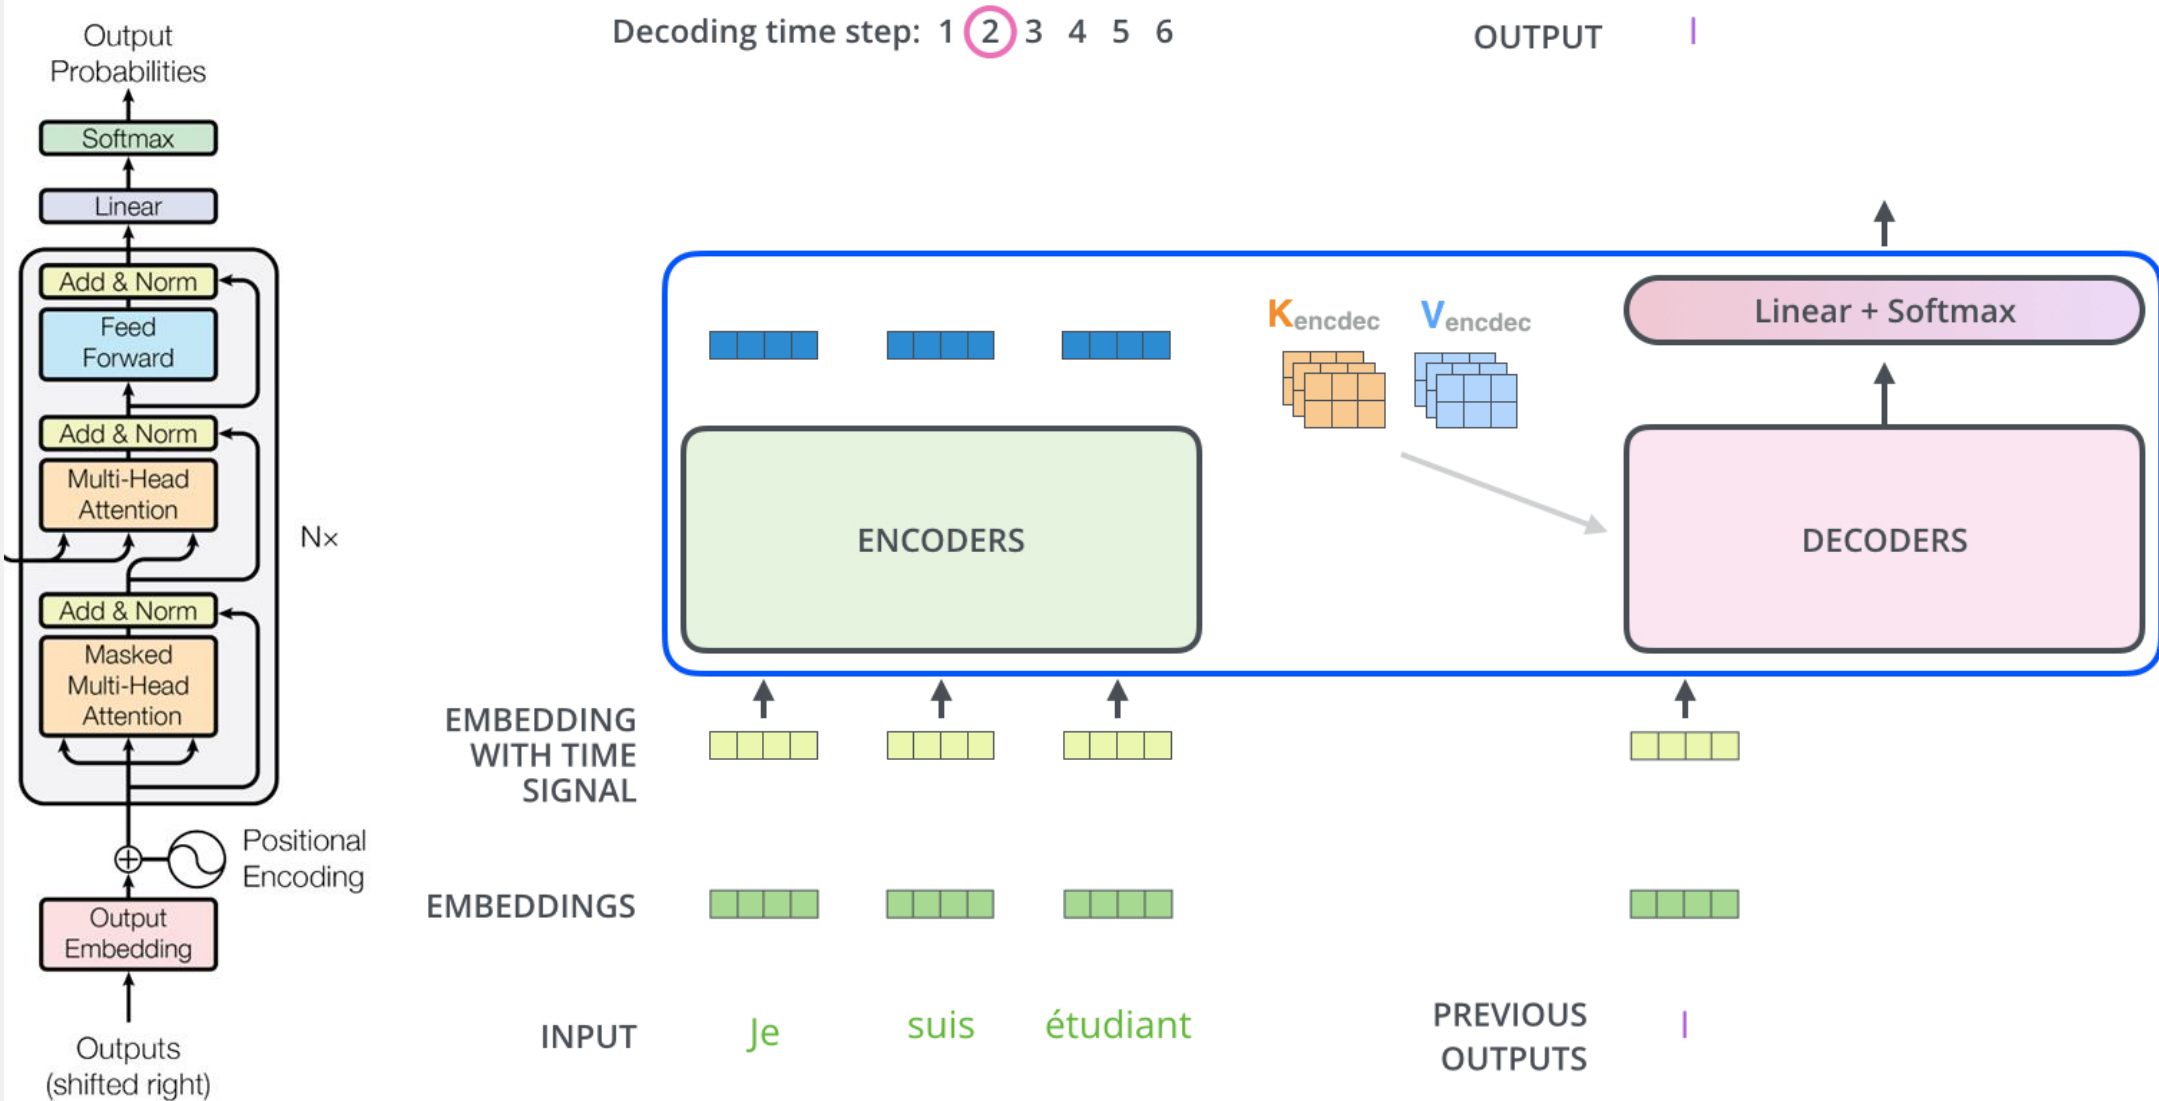 Output
Probabilities
Softmax
Linear
Add & Norm
Feed
Forward
Add & Norm
Multi-Head
Attention
Nx
Add & Norm
Masked
Multi-Head
Attention
Positional
Encoding
Output
Embedding
Outputs
(shifted right)
Decoding time step: 1 2 3 4 5 6
OUTPUT I
Kencdec Vencdec
Linear + Softmax
ENCODERS
DECODERS
EMBEDDING
WITH TIME
SIGNAL
EMBEDDINGS
INPUT Je suis étudiant
PREVIOUS
OUTPUTS
I